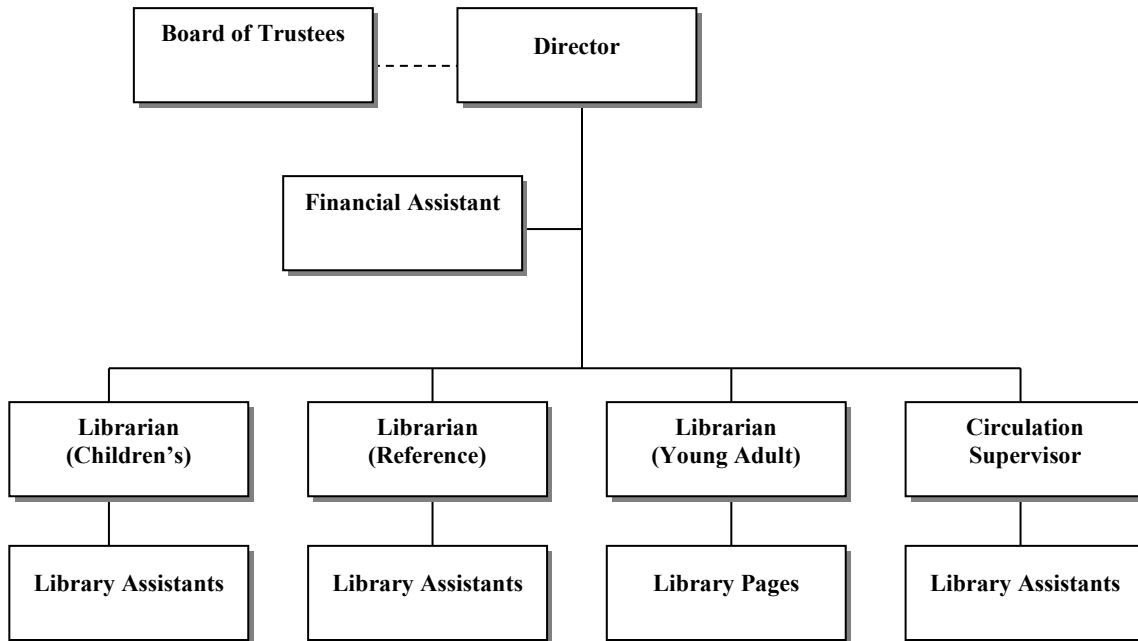 Board of Trustees
Director
Financial Assistant
Librarian
(Children’s)
Librarian
(Reference)
Librarian
(Young Adult)
Circulation
Supervisor
Library Assistants
Library Assistants
Library Pages
Library Assistants